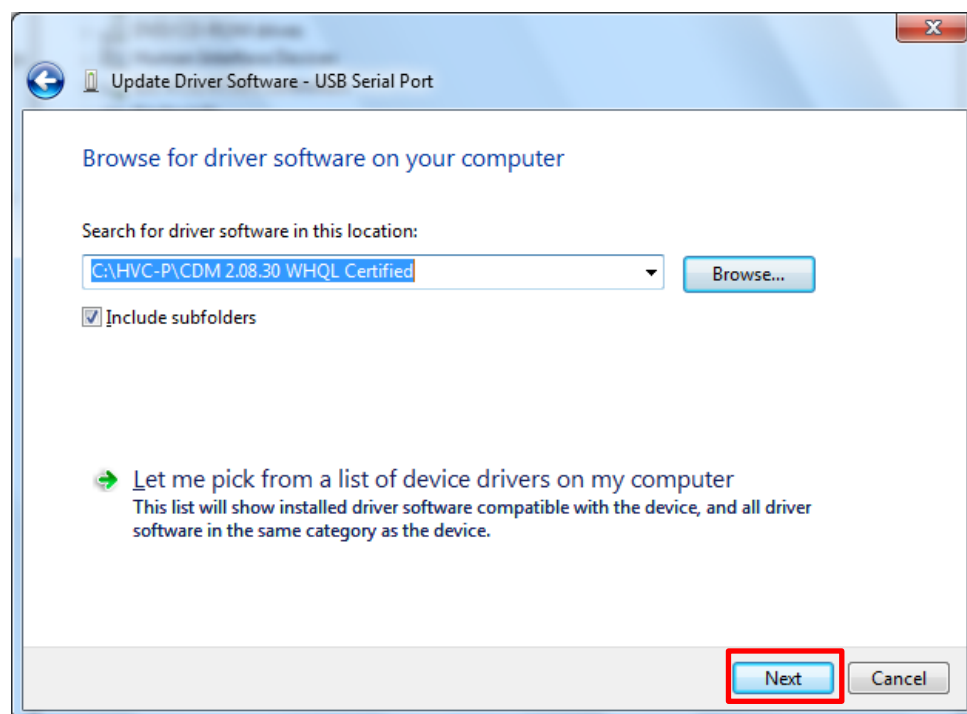 Update Driver Software - USB Serial Port
Browse for driver software on your computer
Search for driver software in this location:
C:\HVC-P\CDM 2.08.30 WHQL Certified
Browse...
Include subfolders
Let me pick from a list of device drivers on my computer
This list will show installed driver software compatible with the device, and all driver
software in the same category as the device.
Next
Cancel